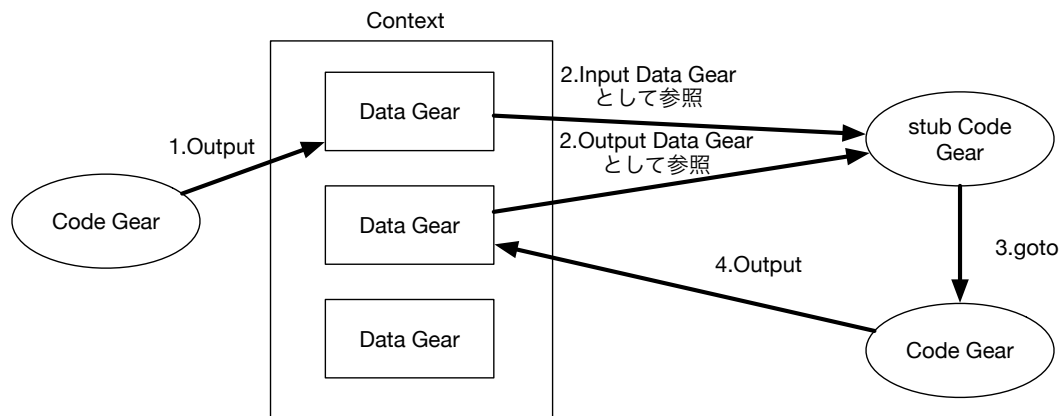 Context
Data Gear
2.Input Data Gear
として参照
stub Code
Gear
1.Output
2.Output Data Gear
として参照
Code Gear
Data Gear
3.goto
4.Output
Data Gear
Code Gear